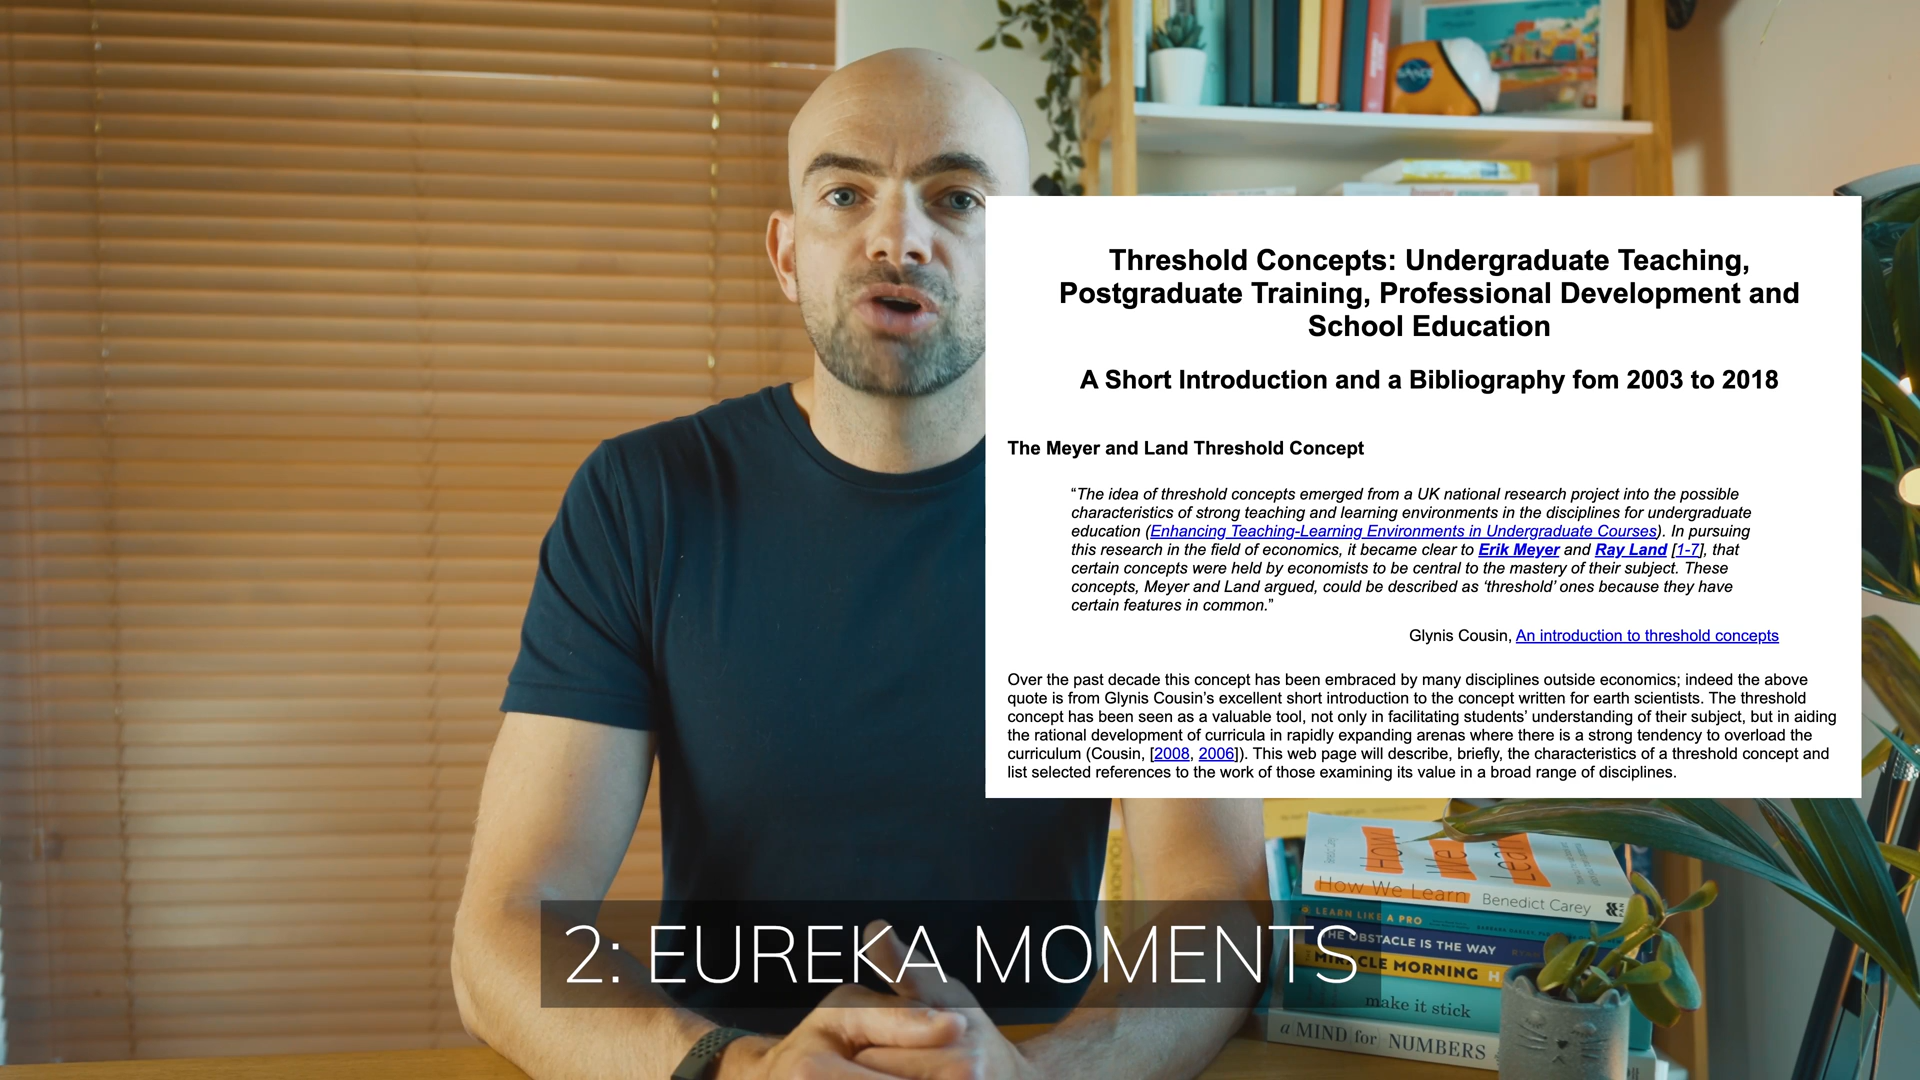 Threshold Concepts: Undergraduate Teaching,
Postgraduate Training, Professional Development and
School Education
A Short Introduction and a Bibliography fom 2003 to 2018
The Meyer and Land Threshold Concept
“The idea of threshold concepts emerged from a UK national research project into the possible
characteristics of strong teaching and learning environments in the disciplines for undergraduate
education (Enhancing Teaching-Learning Environments in Undergraduate Courses). In pursuing
this research in the field of economics, it became clear to Erik Meyer and Ray Land [1-7], that
certain concepts were held by economists to be central to the mastery of their subject. These
concepts, Meyer and Land argued, could be described as ‘threshold’ ones because they have
certain features in common.”
Glynis Cousin, An introduction to threshold concepts
Over the past decade this concept has been embraced by many disciplines outside economics; indeed the above
quote is from Glynis Cousin’s excellent short introduction to the concept written for earth scientists. The threshold
concept has been seen as a valuable tool, not only in facilitating students’ understanding of their subject, but in aiding
the rational development of curricula in rapidly expanding arenas where there is a strong tendency to overload the
curriculum (Cousin, [2008, 2006]). This web page will describe, briefly, the characteristics of a threshold concept and
list selected references to the work of those examining its value in a broad range of disciplines.
How We Learn
How We Learn Benedict Carey
PAN
LEARN LIKE A PRO
THE OBSTACLE IS THE WAY
MIRACLE MORNING H
make it stick
a MIND for NUMBERS
2: EUREKA MOMENTS